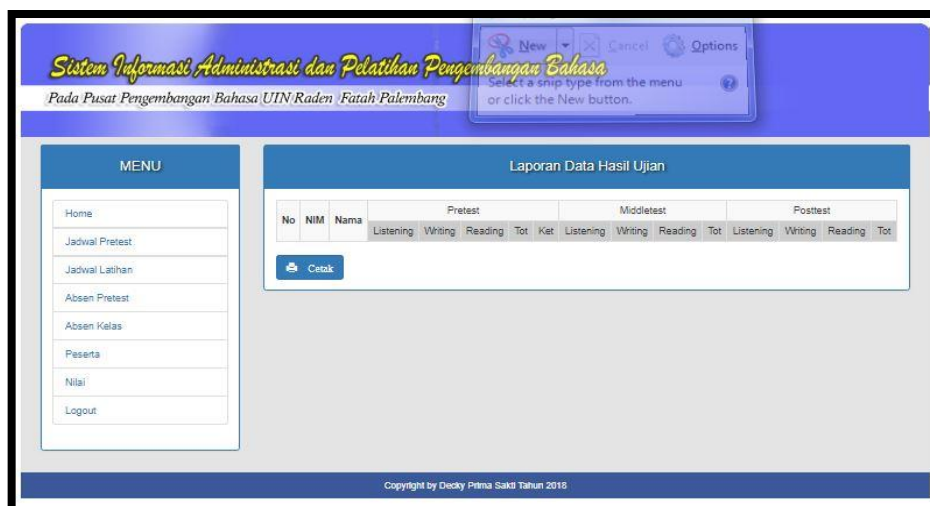 Sistem Informasi Administrasi dan Pelatihan Pengembangan Bahasa
Pada Pusat Pengembangan Bahasa UIN Raden Fatah Palembang
New Cancel Options
Select a snip type from the menu
or click the New button.
MENU
Home
Jadwal Pretest
Jadwal Latihan
Absen Pretest
Absen Kelas
Peserta
Nilai
Logout
Laporan Data Hasil Ujian
No NIM Nama Pretest Middletest Posttest
Listening Writing Reading Tot Ket Listening Writing Reading Tot Listening Writing Reading Tot
Cetak
Copyright by Decky Prima Sakti Tahun 2018